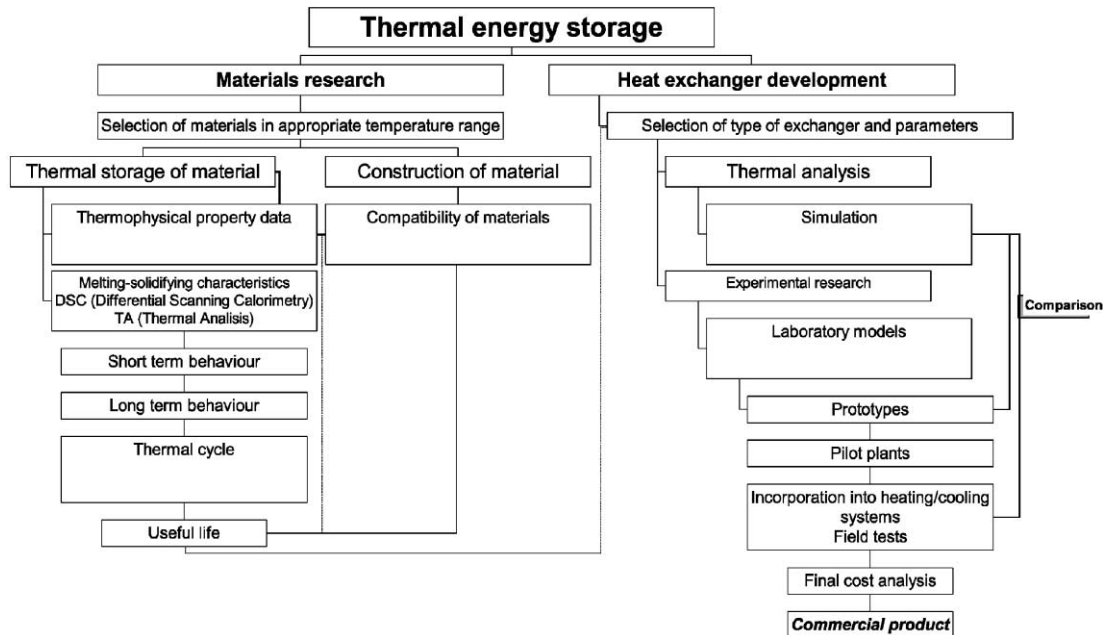 Thermal energy storage
Materials research
Heat exchanger development
Selection of materials in appropriate temperature range
Selection of type of exchanger and parameters
Thermal storage of material
Construction of material
Thermal analysis
Thermophysical property data
Compatibility of materials
Simulation
Melting-solidifying characteristics
DSC (Differential Scanning Calorimetry)
TA (Thermal Analisis)
Experimental research
Comparison
Laboratory models
Short term behaviour
Long term behaviour
Prototypes
Thermal cycle
Pilot plants
Incorporation into heating/cooling
systems
Field tests
Useful life
Final cost analysis
Commercial product